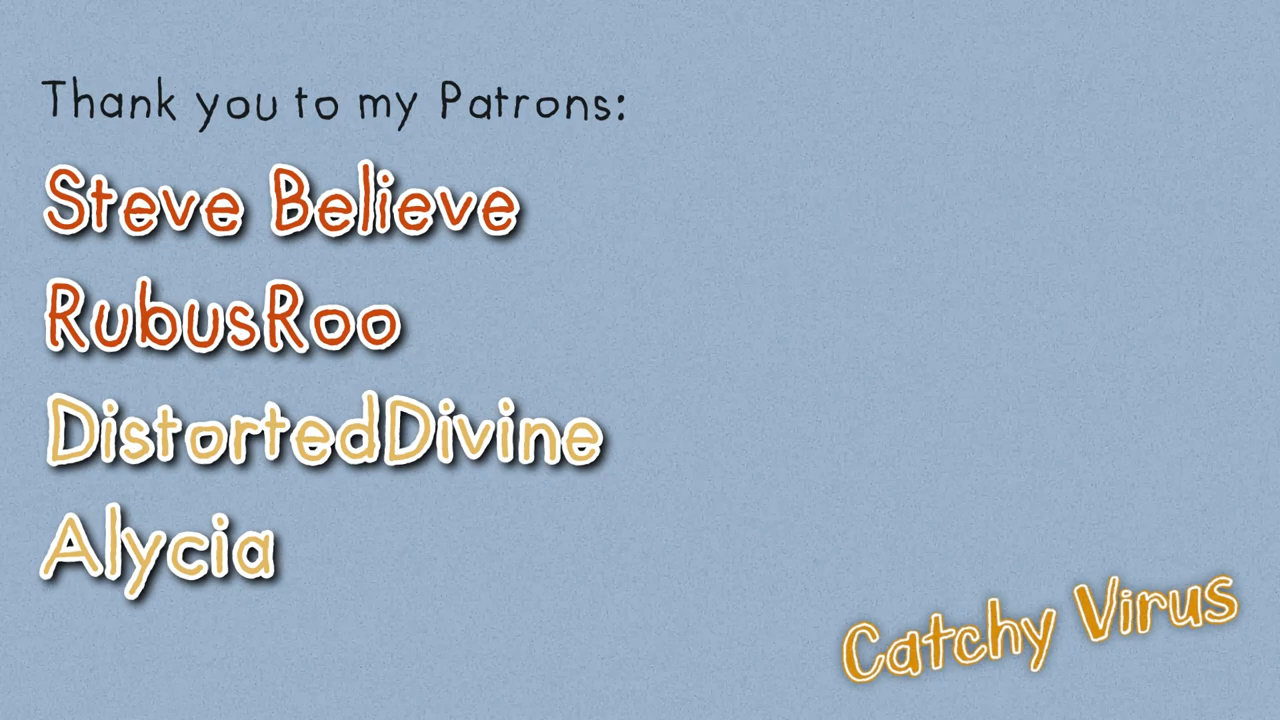 Thank you to my Patrons:
Steve Believe
RubusRoo
DistortedDivine
Alycia
Catchy Virus